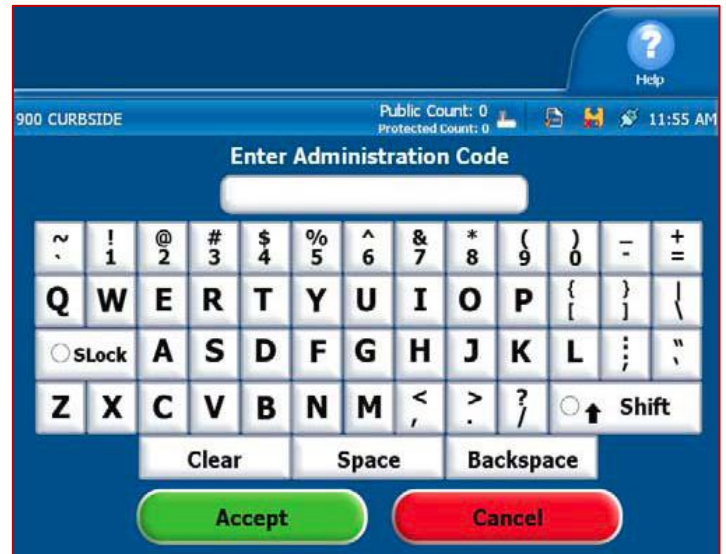 ?
Help
900 CURBSIDE
Public Count: 0
Protected Count: 0
11:55 AM
Enter Administration Code
~ ! @ # $ % ^ & * ( ) _ +
` 1 2 3 4 5 6 7 8 9 0 - =
Q W E R T Y U I O P { } |
[ ] \
SLock A S D F G H J K L : "
; '
Z X C V B N M < > ? Shift
, . /
Clear Space Backspace
Accept Cancel